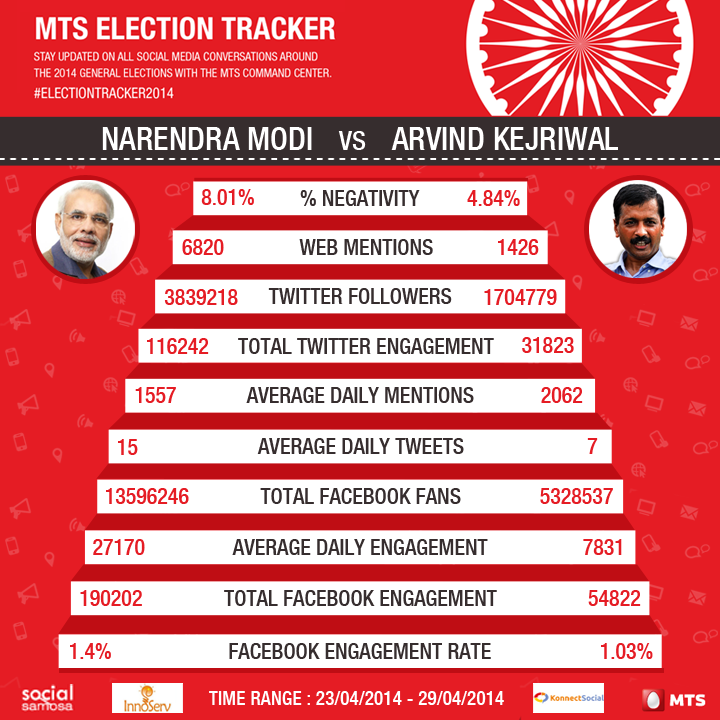 MTS ELECTION TRACKER
STAY UPDATED ON ALL SOCIAL MEDIA CONVERSATIONS AROUND
THE 2014 GENERAL ELECTIONS WITH THE MTS COMMAND CENTER.
#ELECTIONTRACKER2014
NARENDRA MODI VS ARVIND KEJRIWAL
8.01% % NEGATIVITY 4.84%
6820 WEB MENTIONS 1426
3839218 TWITTER FOLLOWERS 1704779
116242 TOTAL TWITTER ENGAGEMENT 31823
1557 AVERAGE DAILY MENTIONS 2062
15 AVERAGE DAILY TWEETS 7
13596246 TOTAL FACEBOOK FANS 5328537
27170 AVERAGE DAILY ENGAGEMENT 7831
190202 TOTAL FACEBOOK ENGAGEMENT 54822
1.4% FACEBOOK ENGAGEMENT RATE 1.03%
social
samosa
InnoServ
TIME RANGE : 23/04/2014 - 29/04/2014
KonnectSocial
MTS